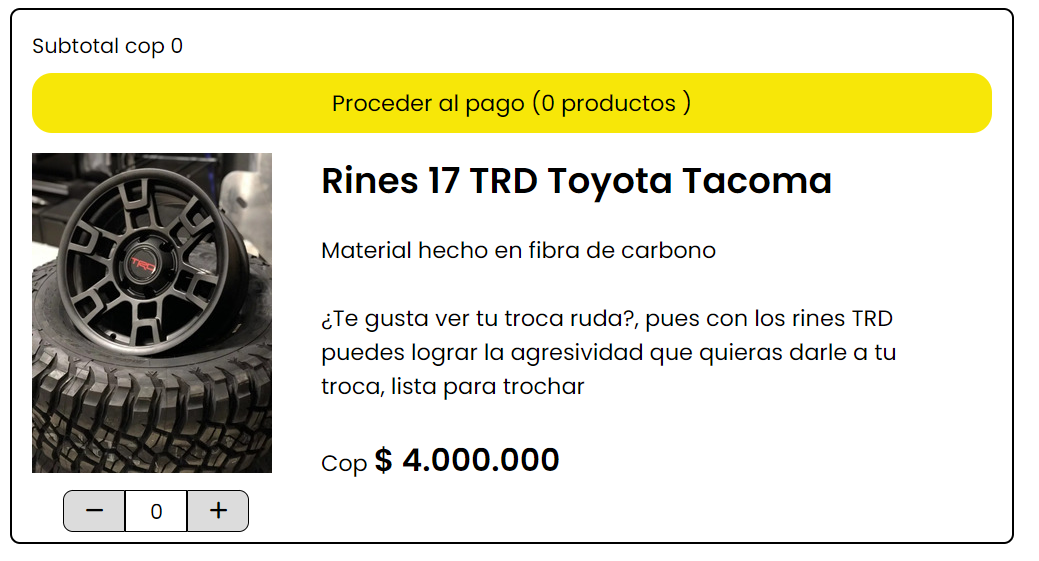 Subtotal cop 0
Proceder al pago (0 productos )
Rines 17 TRD Toyota Tacoma
TRD
Material hecho en fibra de carbono
¿Te gusta ver tu troca ruda?, pues con los rines TRD
puedes lograr la agresividad que quieras darle a tu
troca, lista para trochar
Cop $ 4.000.000
− 0 +